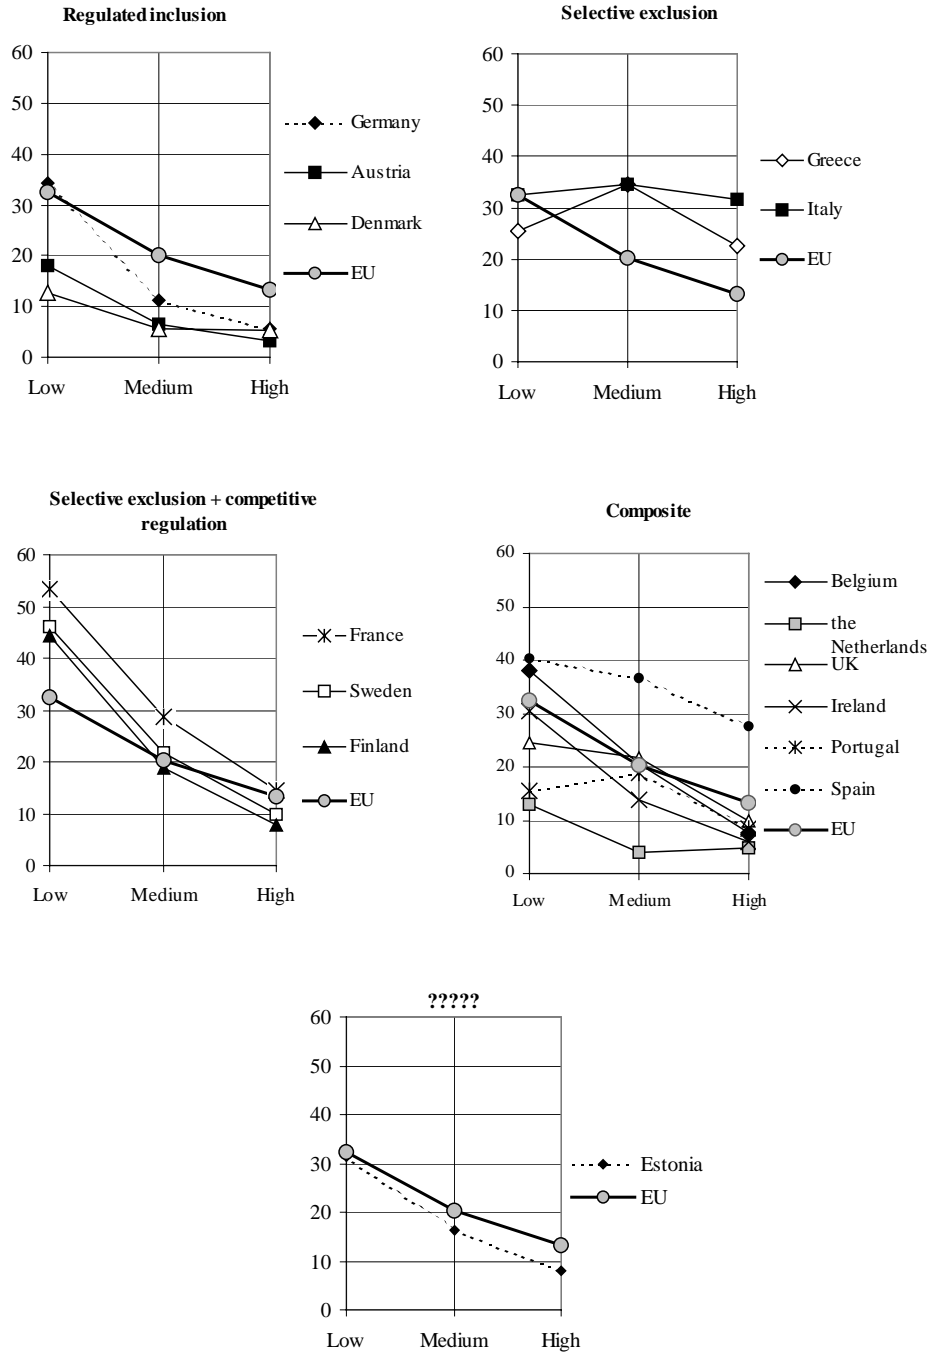 Regulated inclusion
60
50
40
30
20
10
0
Low Medium High
Germany
Austria
Denmark
EU
Selective exclusion
60
50
40
30
20
10
0
Low Medium High
Greece
Italy
EU
Selective exclusion + competitive
regulation
60
50
40
30
20
10
0
Low Medium High
France
Sweden
Finland
EU
Composite
60
50
40
30
20
10
0
Low Medium High
Belgium
the
Netherlands
UK
Ireland
Portugal
Spain
EU
?????
60
50
40
30
20
10
0
Low Medium High
Estonia
EU